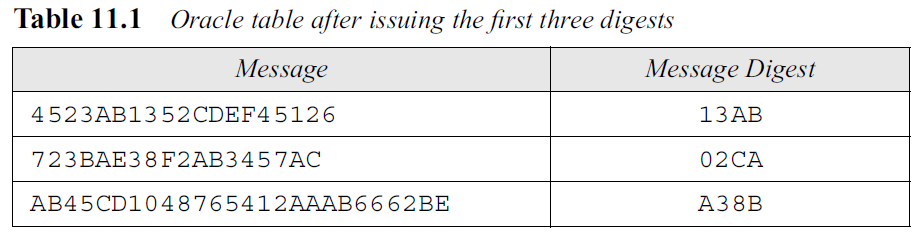 Table 11.1 Oracle table after issuing the first three digests
Message Message Digest
4523AB1352CDEF45126 13AB
723BAE38F2AB3457AC 02CA
AB45CD1048765412AAAB6662BE A38B